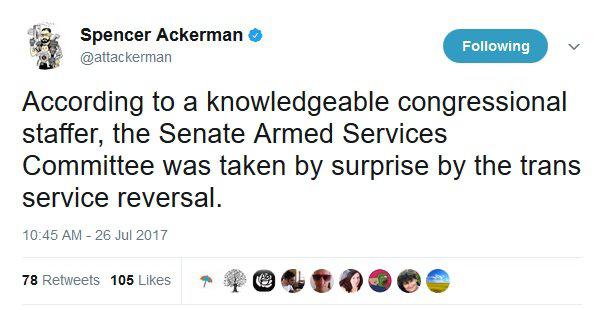 Spencer Ackerman
@attackerman
Following
According to a knowledgeable congressional
staffer, the Senate Armed Services
Committee was taken by surprise by the trans
service reversal.
10:45 AM - 26 Jul 2017
78 Retweets 105 Likes